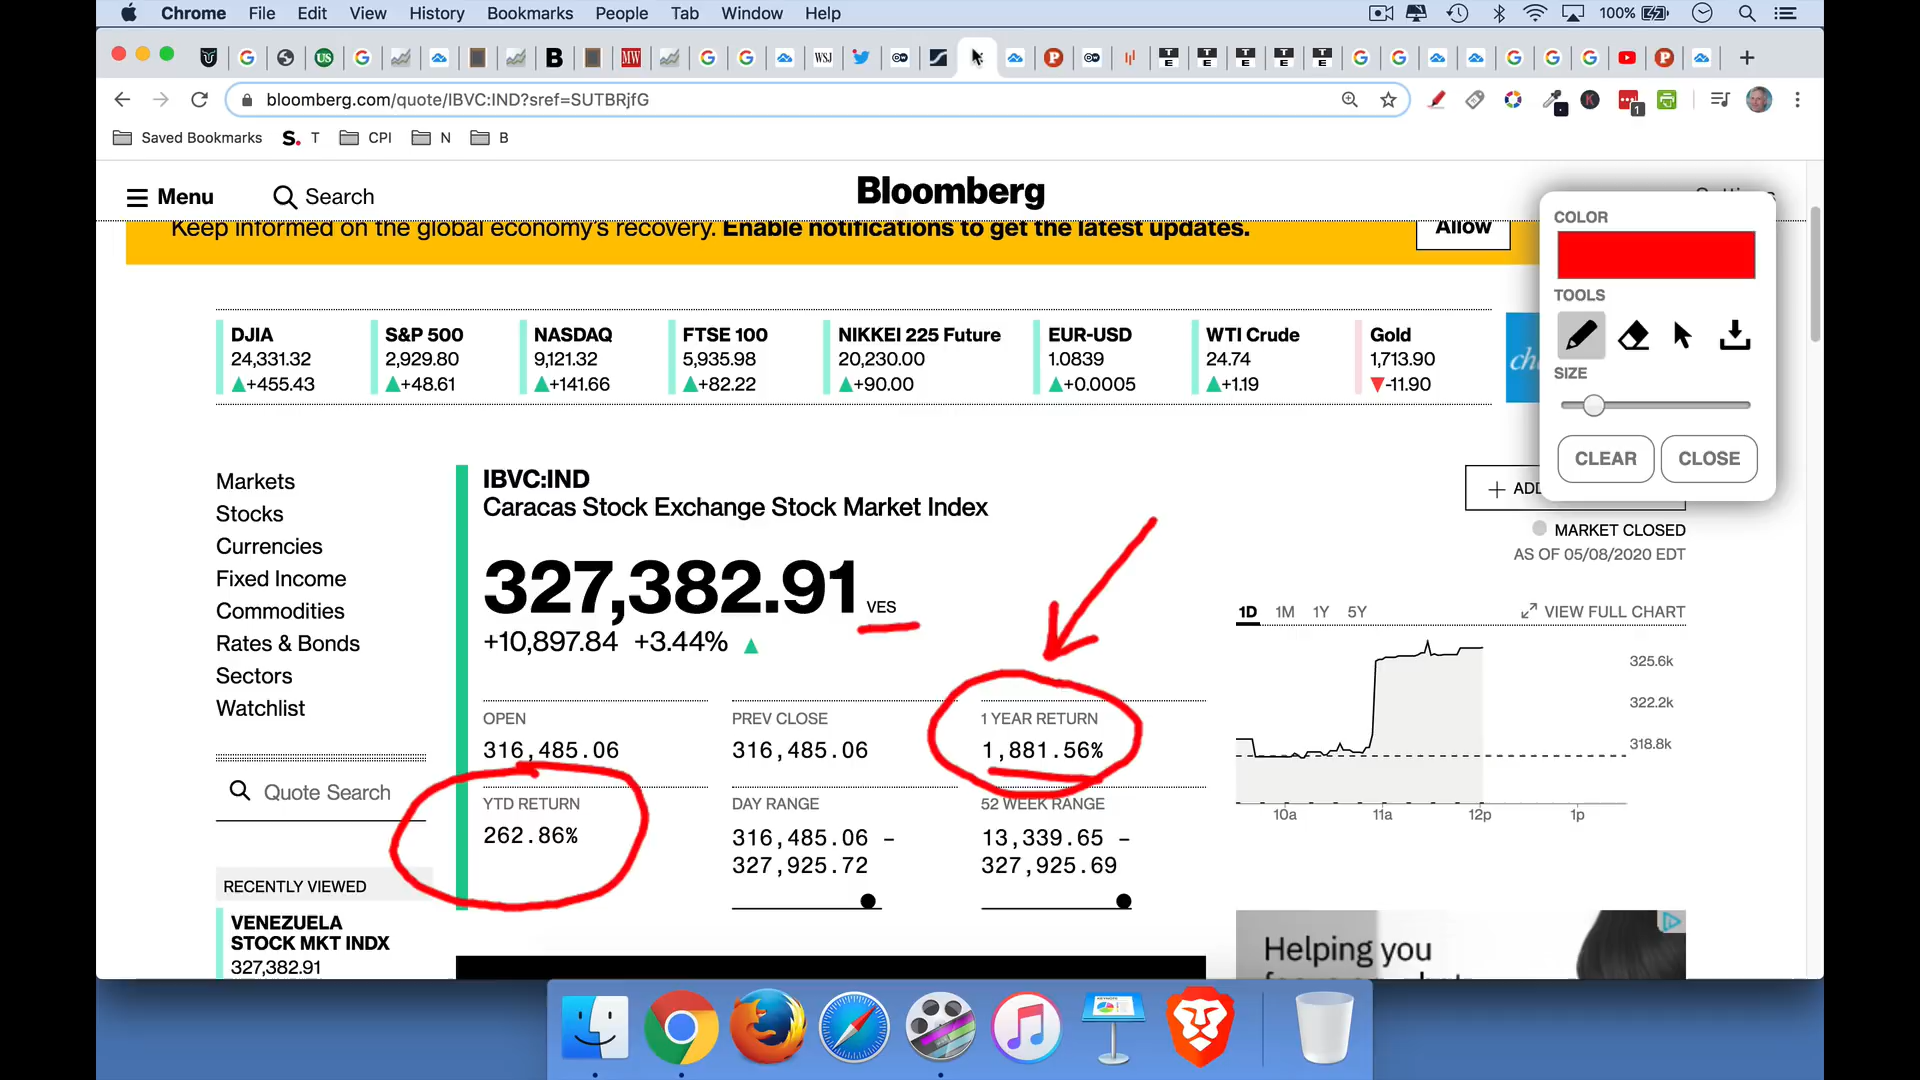 Chrome File Edit View History Bookmarks People Tab Window Help 100%
US B MW WSJ P T E T E T E T E T E P
bloomberg.com/quote/IBVC:IND?sref=SUTBRjfG K 1
Saved Bookmarks S. T CPI N B
Menu Search Bloomberg
Keep informed on the global economy's recovery. Enable notifications to get the latest updates. Allow
COLOR
TOOLS
SIZE
CLEAR CLOSE
DJIA
24,331.32
▲+455.43
S&P 500
2,929.80
▲+48.61
NASDAQ
9,121.32
▲+141.66
FTSE 100
5,935.98
▲+82.22
NIKKEI 225 Future
20,230.00
▲+90.00
EUR-USD
1.0839
▲+0.0005
WTI Crude
24.74
▲+1.19
Gold
1,713.90
▼-11.90
Markets
Stocks
Currencies
Fixed Income
Commodities
Rates & Bonds
Sectors
Watchlist
Quote Search
RECENTLY VIEWED
VENEZUELA
STOCK MKT INDX
327,382.91
IBVC:IND
Caracas Stock Exchange Stock Market Index
327,382.91 VES
+10,897.84 +3.44% ▲
OPEN
316,485.06
PREV CLOSE
316,485.06
1 YEAR RETURN
1,881.56%
YTD RETURN
262.86%
DAY RANGE
316,485.06 –
327,925.72
52 WEEK RANGE
13,339.65 –
327,925.69
+ ADD
MARKET CLOSED
AS OF 05/08/2020 EDT
1D 1M 1Y 5Y VIEW FULL CHART
325.6k
322.2k
318.8k
10a 11a 12p 1p
Helping you
KEYNOTE